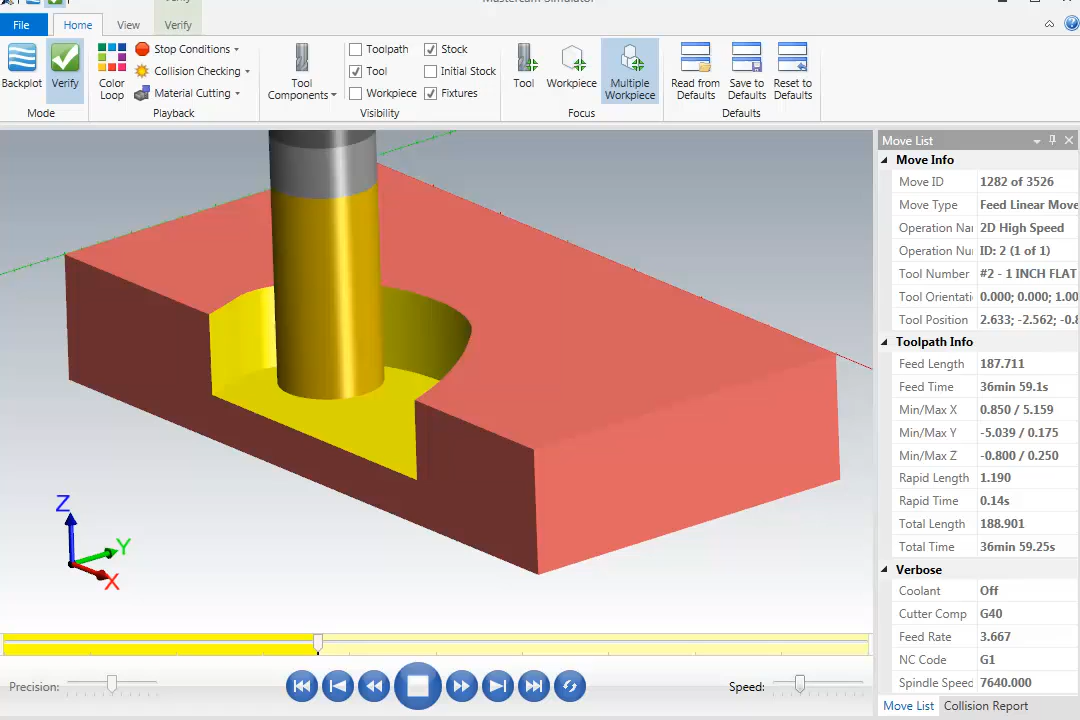 Verify
Mastercam Simulator
File
Home
View
Verify
Backplot
Verify
Mode
Color Loop
Stop Conditions
Collision Checking
Material Cutting
Playback
Tool Components
Toolpath
Stock
Tool
Initial Stock
Workpiece
Fixtures
Visibility
Tool
Workpiece
Multiple Workpiece
Focus
Read from Defaults
Save to Defaults
Reset to Defaults
Defaults
Move List
Move Info
Move ID 1282 of 3526
Move Type Feed Linear Move
Operation Nar 2D High Speed
Operation Nu ID: 2 (1 of 1)
Tool Number #2 - 1 INCH FLAT
Tool Orientati 0.000; 0.000; 1.00
Tool Position 2.633; -2.562; -0.8
Toolpath Info
Feed Length 187.711
Feed Time 36min 59.1s
Min/Max X 0.850 / 5.159
Min/Max Y -5.039 / 0.175
Min/Max Z -0.800 / 0.250
Rapid Length 1.190
Rapid Time 0.14s
Total Length 188.901
Total Time 36min 59.25s
Verbose
Coolant Off
Cutter Comp G40
Feed Rate 3.667
NC Code G1
Spindle Speed 7640.000
Move List
Collision Report
Z
Y
X
Precision:
Speed: